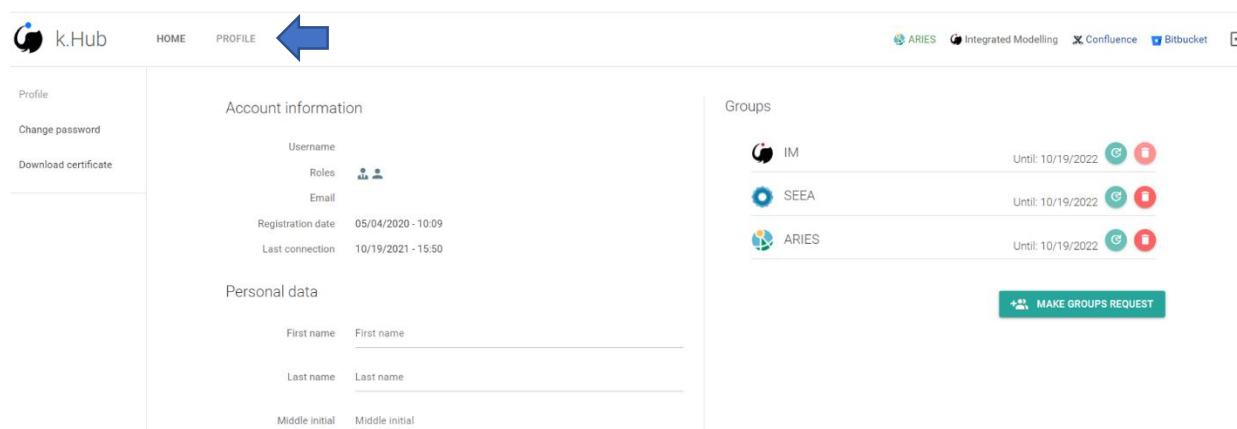 k.Hub HOME PROFILE ARIES Integrated Modelling Confluence Bitbucket
Profile
Change password
Download certificate
Account information
Username
Roles
Email
Registration date 05/04/2020 - 10:09
Last connection 10/19/2021 - 15:50
Personal data
First name First name
Last name Last name
Middle initial Middle initial
Groups
IM Until: 10/19/2022
SEEA Until: 10/19/2022
ARIES Until: 10/19/2022
MAKE GROUPS REQUEST